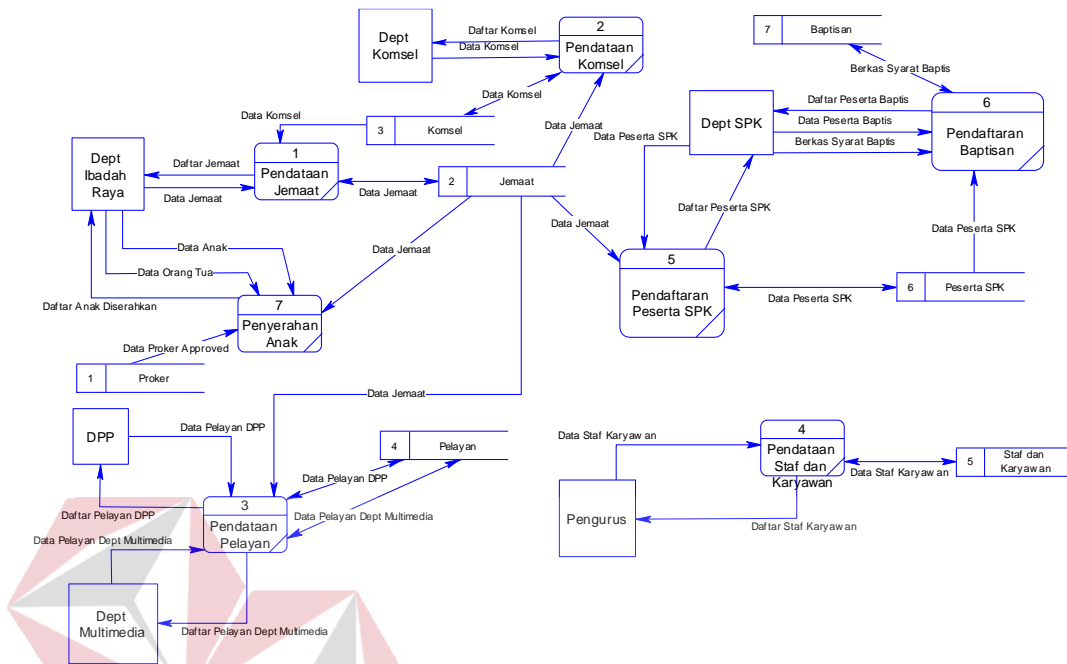 Dept
Komsel
Daftar Komsel
Data Komsel
2
Pendataan
Komsel
7
Baptisan
Berkas Syarat Baptis
Data Komsel
Data Komsel
3
Komsel
Data Jemaat
Data Peserta SPK
Dept SPK
Daftar Peserta Baptis
Data Peserta Baptis
Berkas Syarat Baptis
6
Pendaftaran
Baptisan
Dept
Ibadah
Raya
Daftar Jemaat
Data Jemaat
1
Pendataan
Jemaat
Data Jemaat
2
Jemaat
Daftar Peserta SPK
Data Jemaat
Data Peserta SPK
Data Anak
Data Orang Tua
Daftar Anak Diserahkan
Data Jemaat
5
Pendaftaran
Peserta SPK
Data Peserta SPK
6
Peserta SPK
7
Penyerahan
Anak
Data Proker Approved
1
Proker
Data Jemaat
DPP
Data Pelayan DPP
4
Pelayan
Data Pelayan DPP
Data Pelayan Dept Multimedia
Daftar Pelayan DPP
Data Pelayan Dept Multimedia
3
Pendataan
Pelayan
Dept
Multimedia
Daftar Pelayan Dept Multimedia
Data Staf Karyawan
4
Pendataan
Staf dan
Karyawan
Data Staf Karyawan
5
Staf dan
Karyawan
Pengurus
Daftar Staf Karyawan